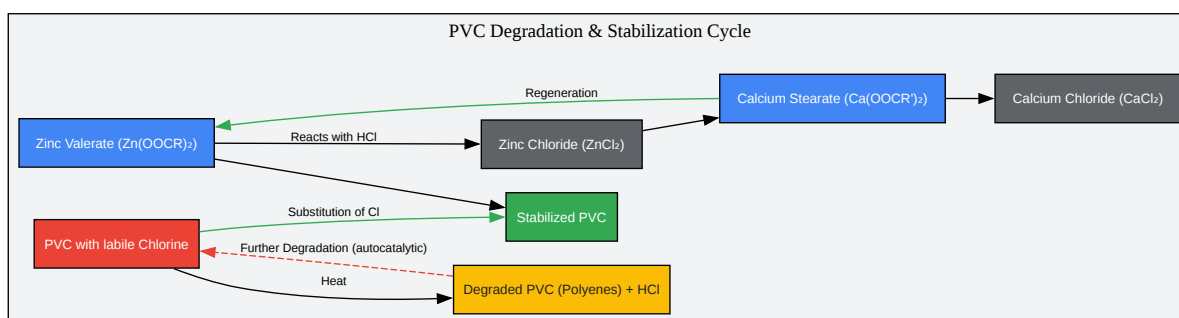 PVC Degradation & Stabilization Cycle
Regeneration
Calcium Stearate (Ca(OOCR')₂)
Calcium Chloride (CaCl₂)
Zinc Valerate (Zn(OOCR)₂)
Reacts with HCl
Zinc Chloride (ZnCl₂)
Substitution of Cl
Stabilized PVC
PVC with labile Chlorine
Further Degradation (autocatalytic)
Heat
Degraded PVC (Polyenes) + HCl